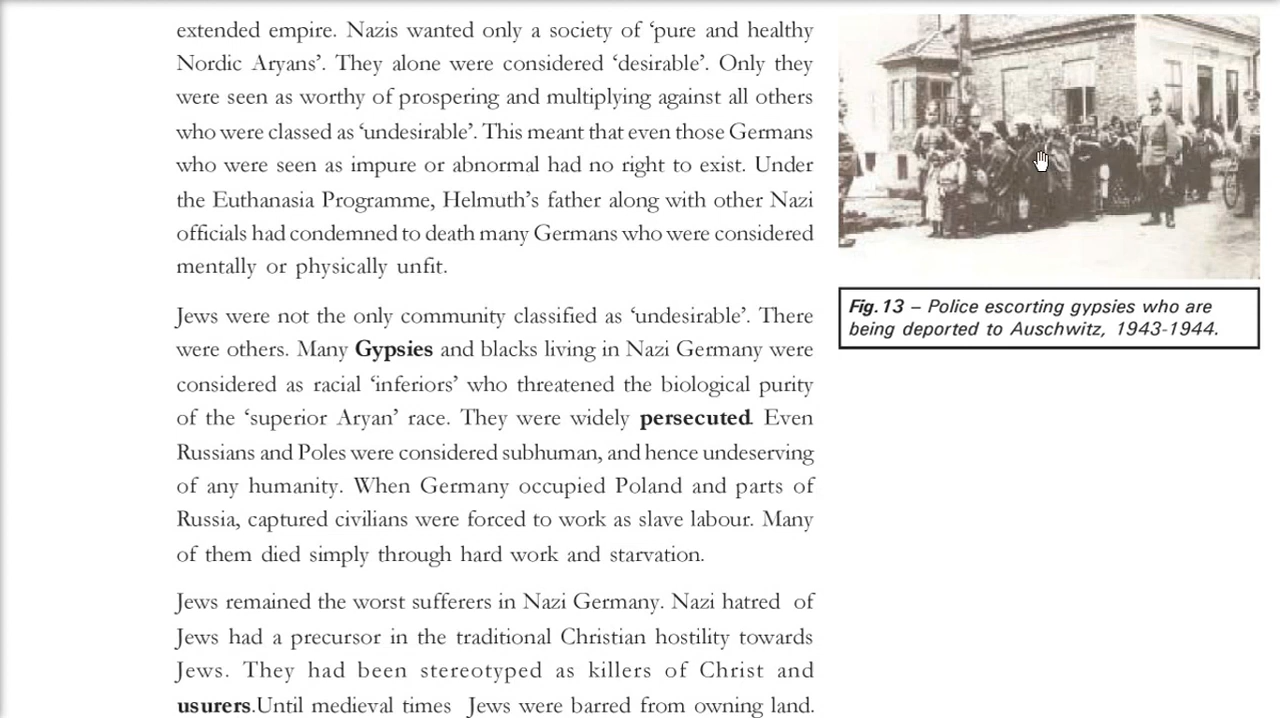 extended empire. Nazis wanted only a society of ‘pure and healthy
Nordic Aryans’. They alone were considered ‘desirable’. Only they
were seen as worthy of prospering and multiplying against all others
who were classed as ‘undesirable’. This meant that even those Germans
who were seen as impure or abnormal had no right to exist. Under
the Euthanasia Programme, Helmuth’s father along with other Nazi
officials had condemned to death many Germans who were considered
mentally or physically unfit.
Jews were not the only community classified as ‘undesirable’. There
were others. Many Gypsies and blacks living in Nazi Germany were
considered as racial ‘inferiors’ who threatened the biological purity
of the ‘superior Aryan’ race. They were widely persecuted. Even
Russians and Poles were considered subhuman, and hence undeserving
of any humanity. When Germany occupied Poland and parts of
Russia, captured civilians were forced to work as slave labour. Many
of them died simply through hard work and starvation.
Jews remained the worst sufferers in Nazi Germany. Nazi hatred of
Jews had a precursor in the traditional Christian hostility towards
Jews. They had been stereotyped as killers of Christ and
usurers.Until medieval times Jews were barred from owning land.
Fig.13 – Police escorting gypsies who are
being deported to Auschwitz, 1943-1944.